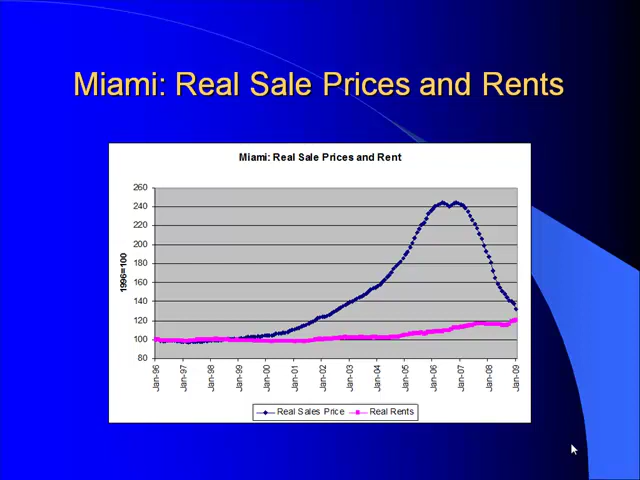 Miami: Real Sale Prices and Rents
Miami: Real Sale Prices and Rent
260
240
220
200
180
160
140
120
100
80
1996=100
Jan-96
Jan-97
Jan-98
Jan-99
Jan-00
Jan-01
Jan-02
Jan-03
Jan-04
Jan-05
Jan-06
Jan-07
Jan-08
Jan-09
Real Sales Price
Real Rents